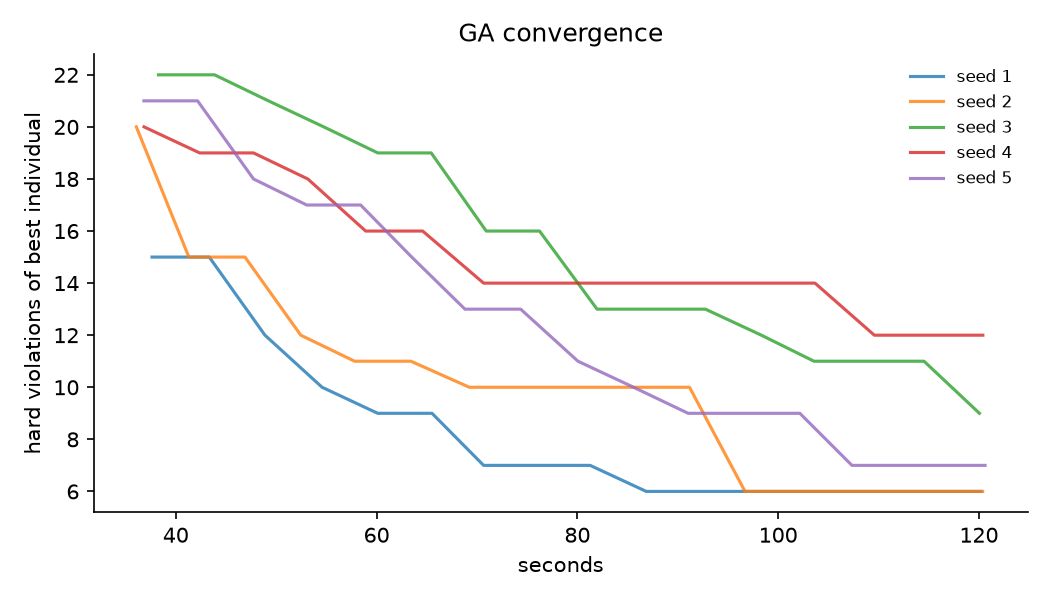 GA convergence
hard violations of best individual
22
20
18
16
14
12
10
8
6
seed 1
seed 2
seed 3
seed 4
seed 5
40 60 80 100 120
seconds